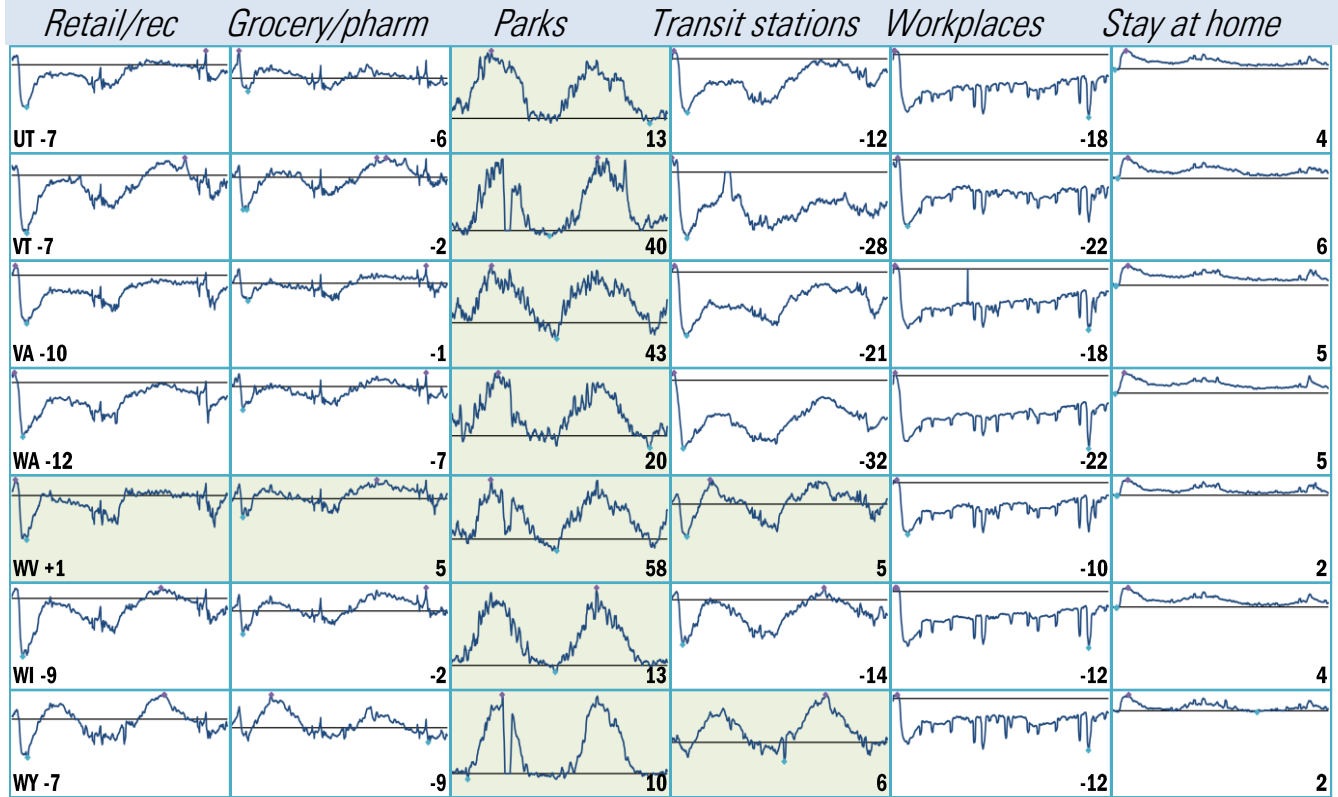 Retail/rec Grocery/pharm Parks Transit stations Workplaces Stay at home
UT -7 -6 13 -12 -18 4
VT -7 -2 40 -28 -22 6
VA -10 -1 43 -21 -18 5
WA -12 -7 20 -32 -22 5
WV +1 5 58 5 -10 2
WI -9 -2 13 -14 -12 4
WY -7 -9 10 6 -12 2